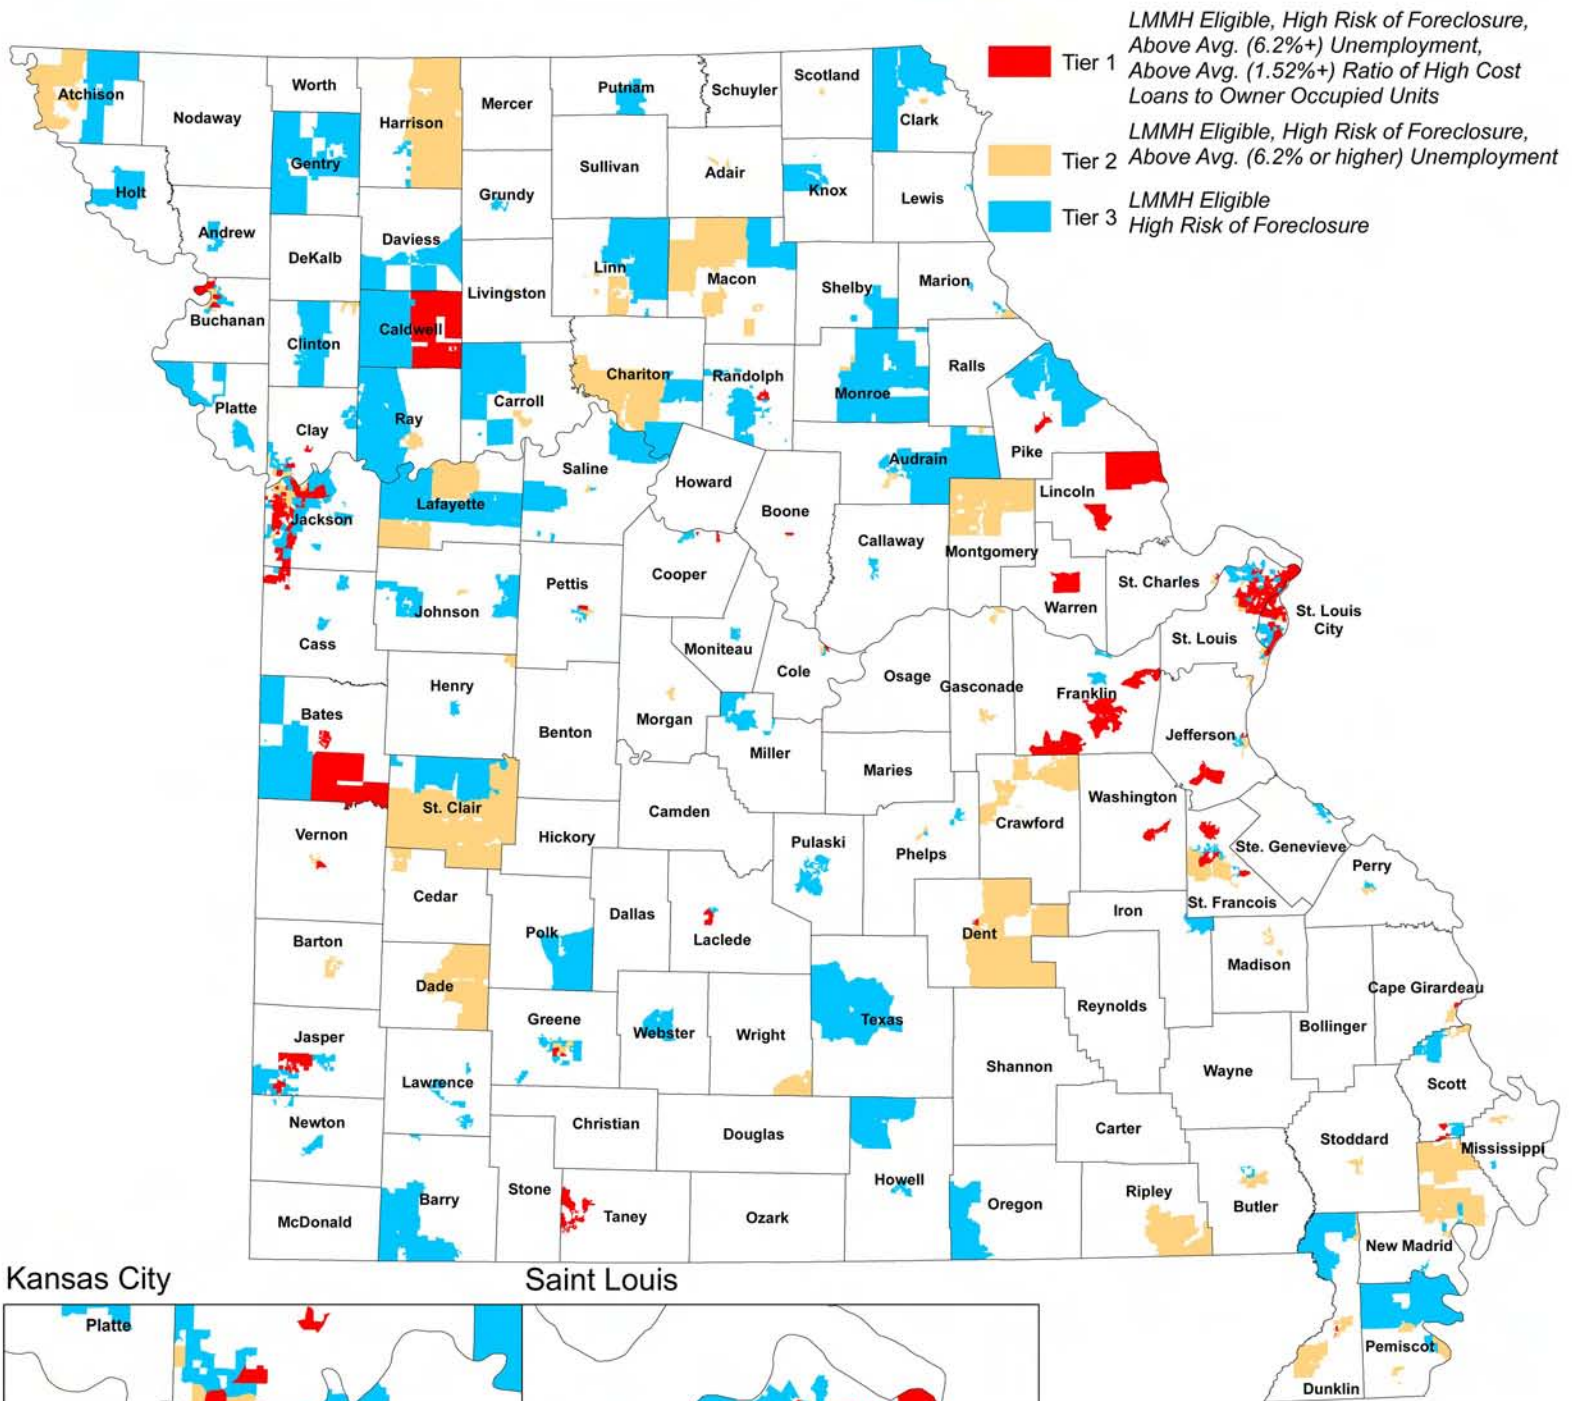 LMMH Eligible, High Risk of Foreclosure,
Above Avg. (6.2%+) Unemployment,
Tier 1
Above Avg. (1.52%+) Ratio of High Cost
Loans to Owner Occupied Units
LMMH Eligible, High Risk of Foreclosure,
Tier 2
Above Avg. (6.2% or higher) Unemployment
LMMH Eligible
Tier 3
High Risk of Foreclosure
Atchison
Nodaway
Worth
Harrison
Mercer
Putnam
Schuyler
Scotland
Clark
Gentry
Holt
Sullivan
Adair
Knox
Lewis
Grundy
Andrew
DeKalb
Daviess
Linn
Macon
Shelby
Marion
Livingston
Buchanan
Clinton
Caldwell
Chariton
Randolph
Monroe
Ralls
Platte
Clay
Ray
Carroll
Pike
Audrain
Saline
Howard
Boone
Lincoln
Lafayette
Jackson
Callaway
Montgomery
Cooper
Pettis
Johnson
Warren
St. Charles
St. Louis
City
St. Louis
Cass
Moniteau
Cole
Osage
Gasconade
Franklin
Henry
Bates
Benton
Morgan
Miller
Jefferson
Maries
St. Clair
Camden
Washington
Vernon
Hickory
Pulaski
Phelps
Crawford
Ste. Genevieve
Perry
Cedar
Dallas
Laclede
Iron
St. Francois
Barton
Polk
Dent
Madison
Dade
Reynolds
Cape Girardeau
Bollinger
Jasper
Greene
Webster
Wright
Texas
Shannon
Wayne
Scott
Lawrence
Newton
Christian
Douglas
Carter
Stoddard
Mississippi
McDonald
Barry
Stone
Taney
Ozark
Howell
Oregon
Ripley
Butler
New Madrid
Pemiscot
Dunklin
Kansas City
Saint Louis
Platte